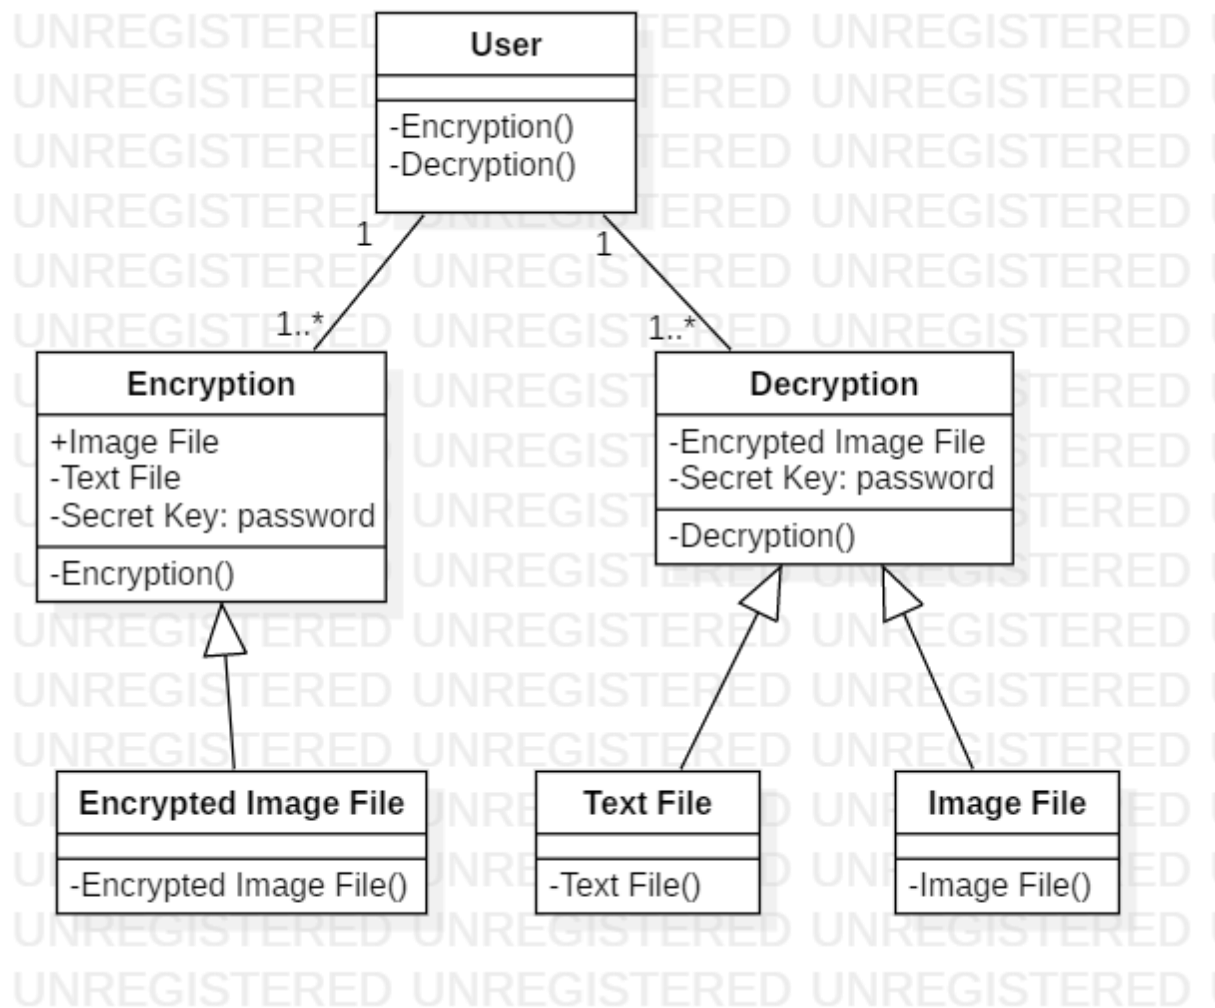 User
-Encryption()
-Decryption()
1
1
1..*
1..*
Encryption
+Image File
-Text File
-Secret Key: password
-Encryption()
Decryption
-Encrypted Image File
-Secret Key: password
-Decryption()
Encrypted Image File
-Encrypted Image File()
Text File
-Text File()
Image File
-Image File()
UNREGISTERED